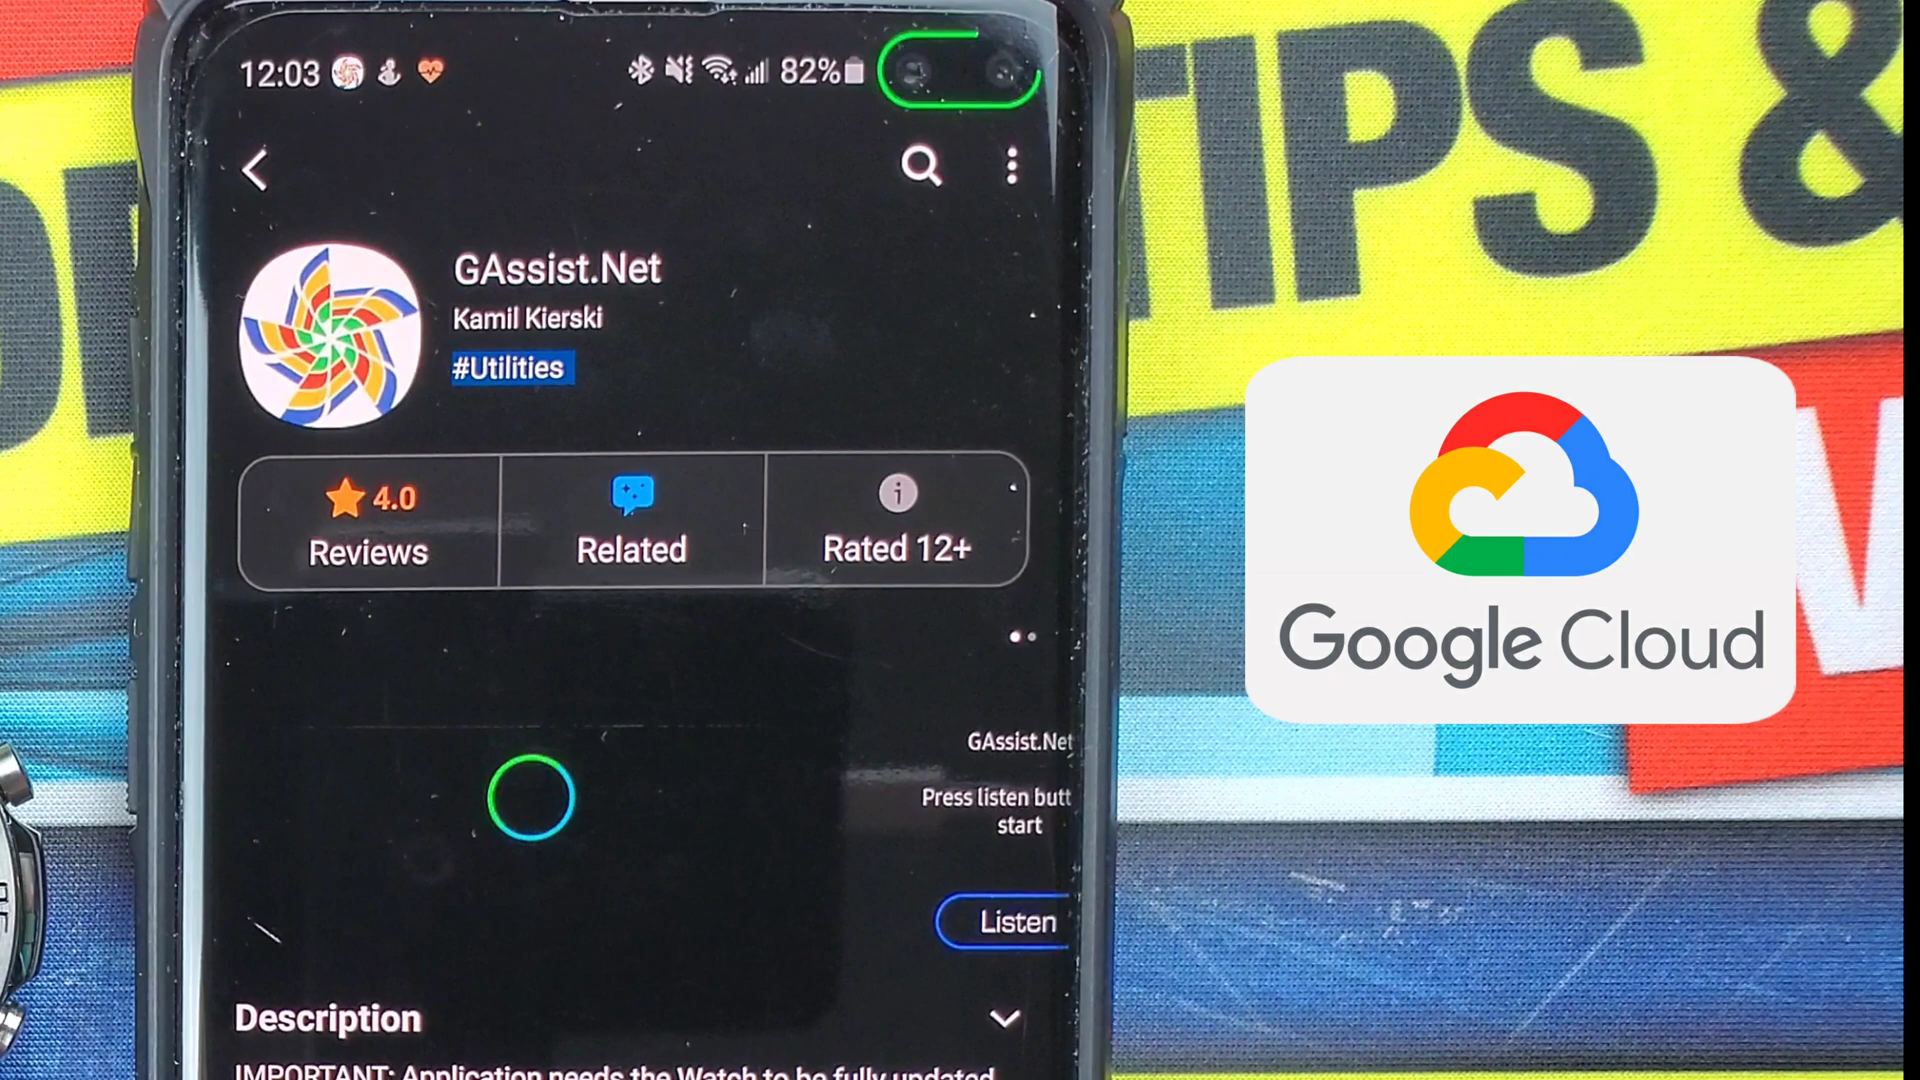 12:03
82%
TIPS &
GAssist.Net
Kamil Kierski
#Utilities
4.0
Reviews
Related
Rated 12+
Google Cloud
GAssist.Net
Press listen butt
start
Listen
Description
IMPORTANT: Application needs the Watch to be fully updated